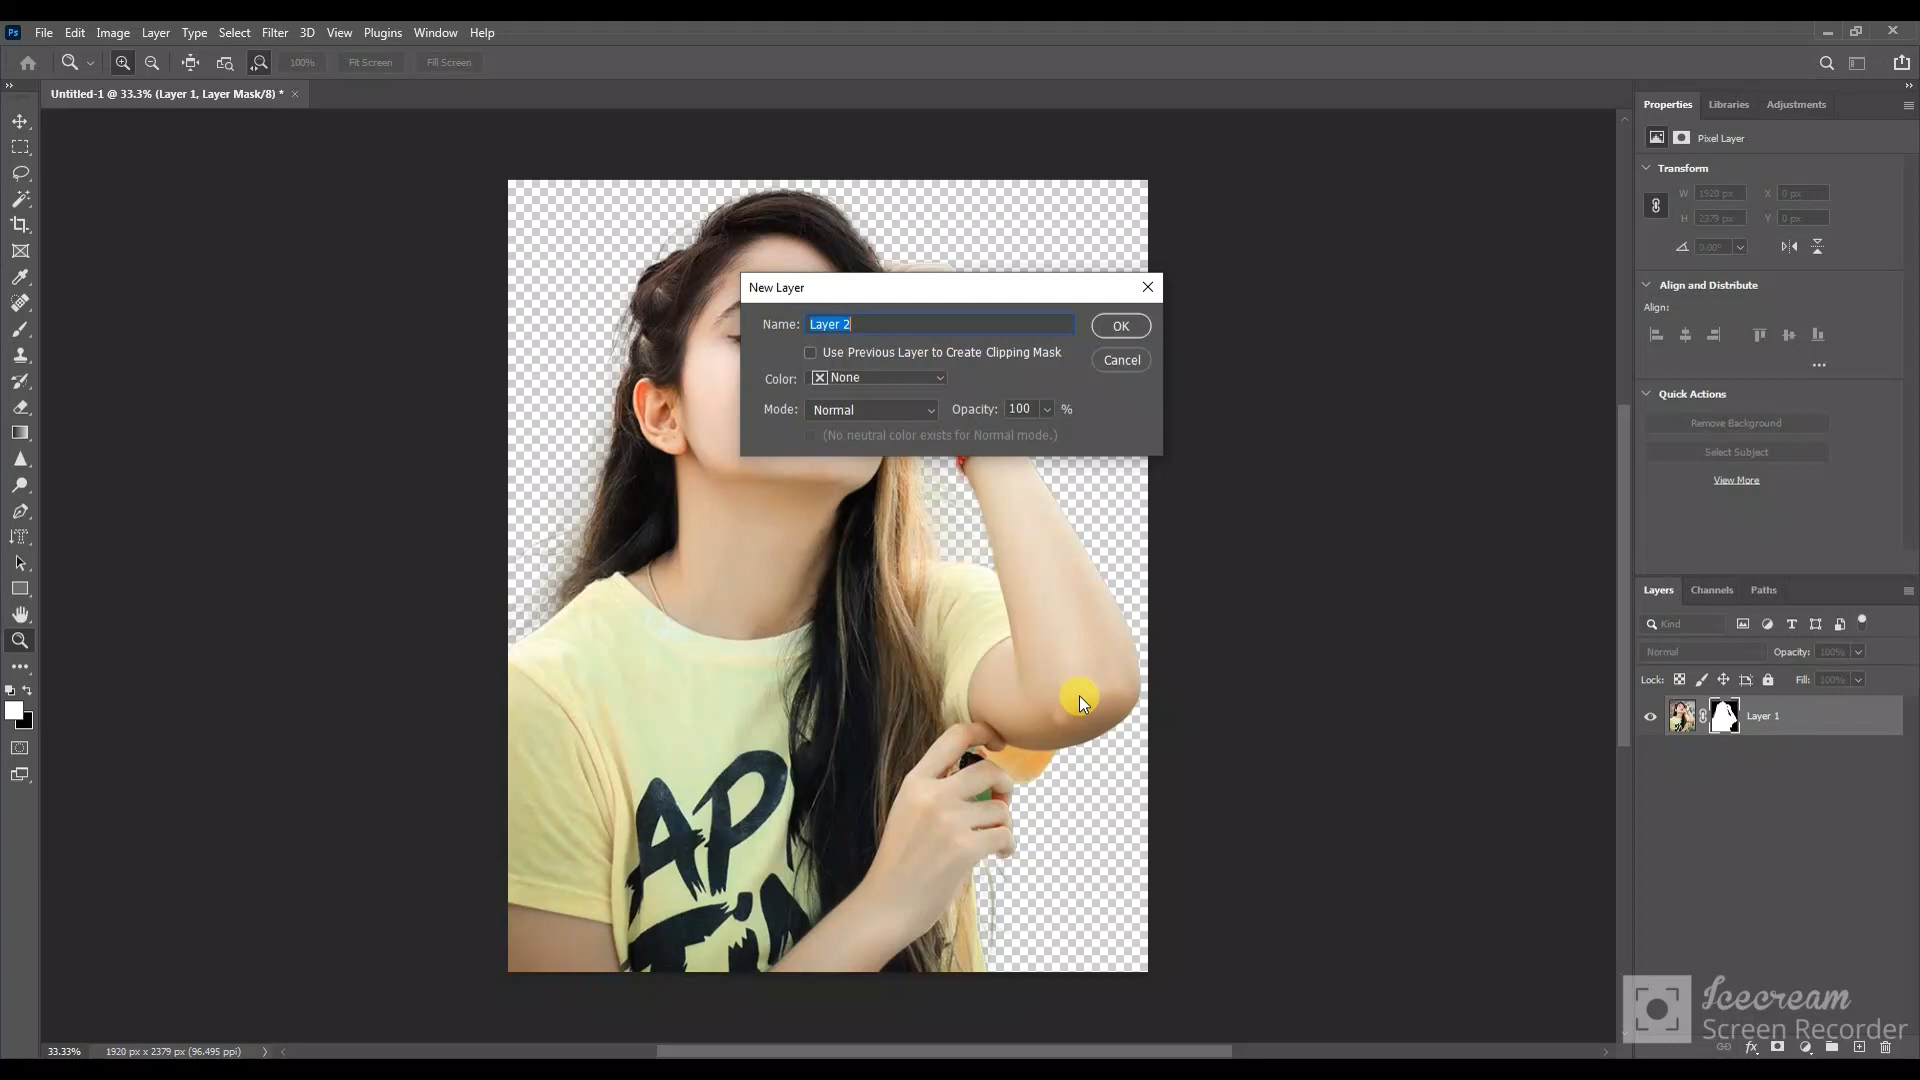 Ps File Edit Image Layer Type Select Filter 3D View Plugins Window Help
100% Fit Screen Fill Screen
Untitled-1 @ 33.3% (Layer 1, Layer Mask/8) *
Properties Libraries Adjustments
Pixel Layer
Transform
W 1920 px X 0 px
H 2379 px Y 0 px
0.00°
Align and Distribute
Align:
Quick Actions
Remove Background
Select Subject
View More
New Layer
Name: Layer 2 OK
Use Previous Layer to Create Clipping Mask
Cancel
Color: None
Mode: Normal Opacity: 100 %
(No neutral color exists for Normal mode.)
Layers Channels Paths
Kind
Normal Opacity: 100%
Lock: Fill: 100%
Layer 1
AP
Icecream
Screen Recorder
33.33% 1920 px x 2379 px (96.495 ppi)